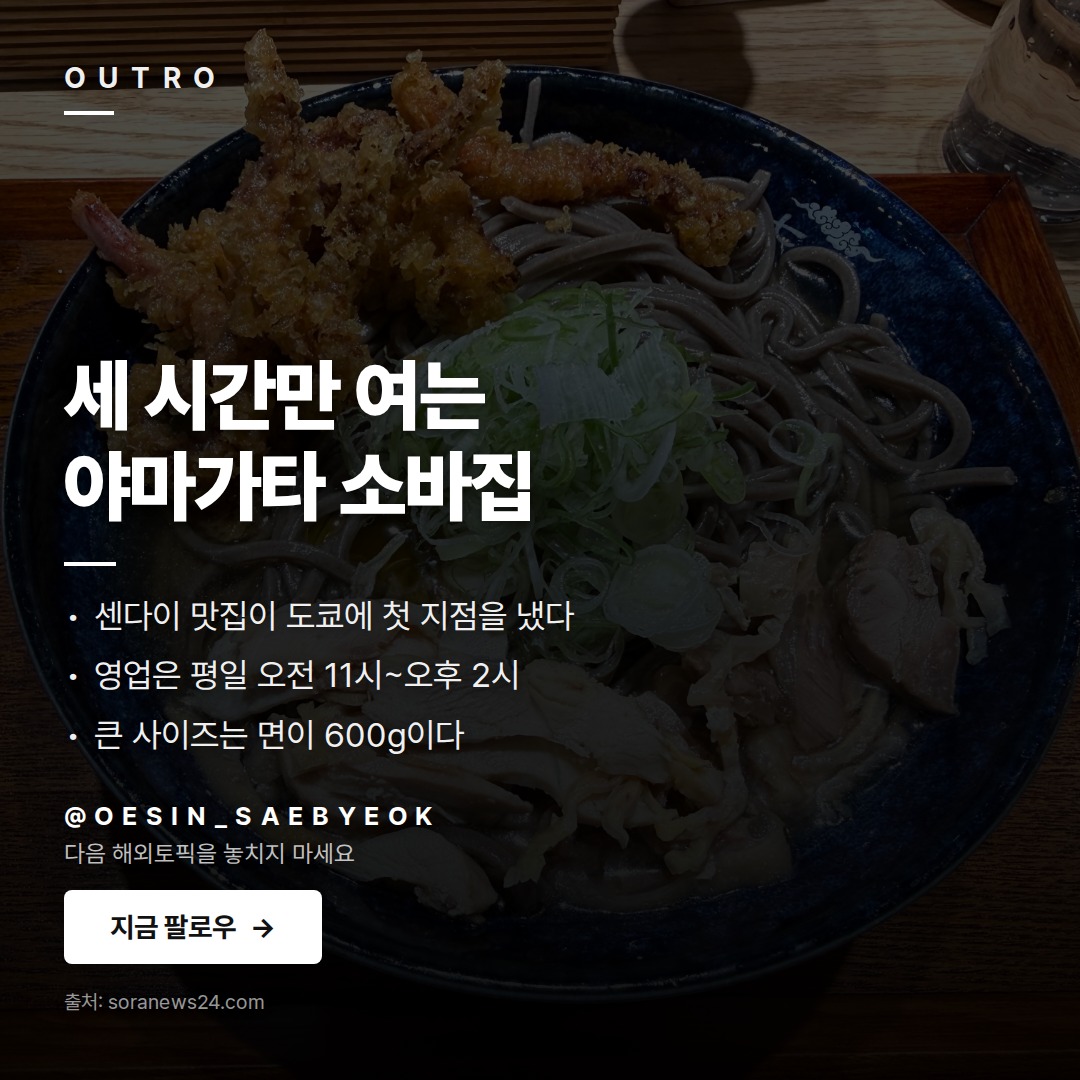 OUTRO
세 시간만 여는
야마가타 소바집
• 센다이 맛집이 도쿄에 첫 지점을 냈다
• 영업은 평일 오전 11시~오후 2시
• 큰 사이즈는 면이 600g이다
@OESIN_SAEBYEOK
다음 해외토픽을 놓치지 마세요
지금 팔로우 →
출처: soranews24.com